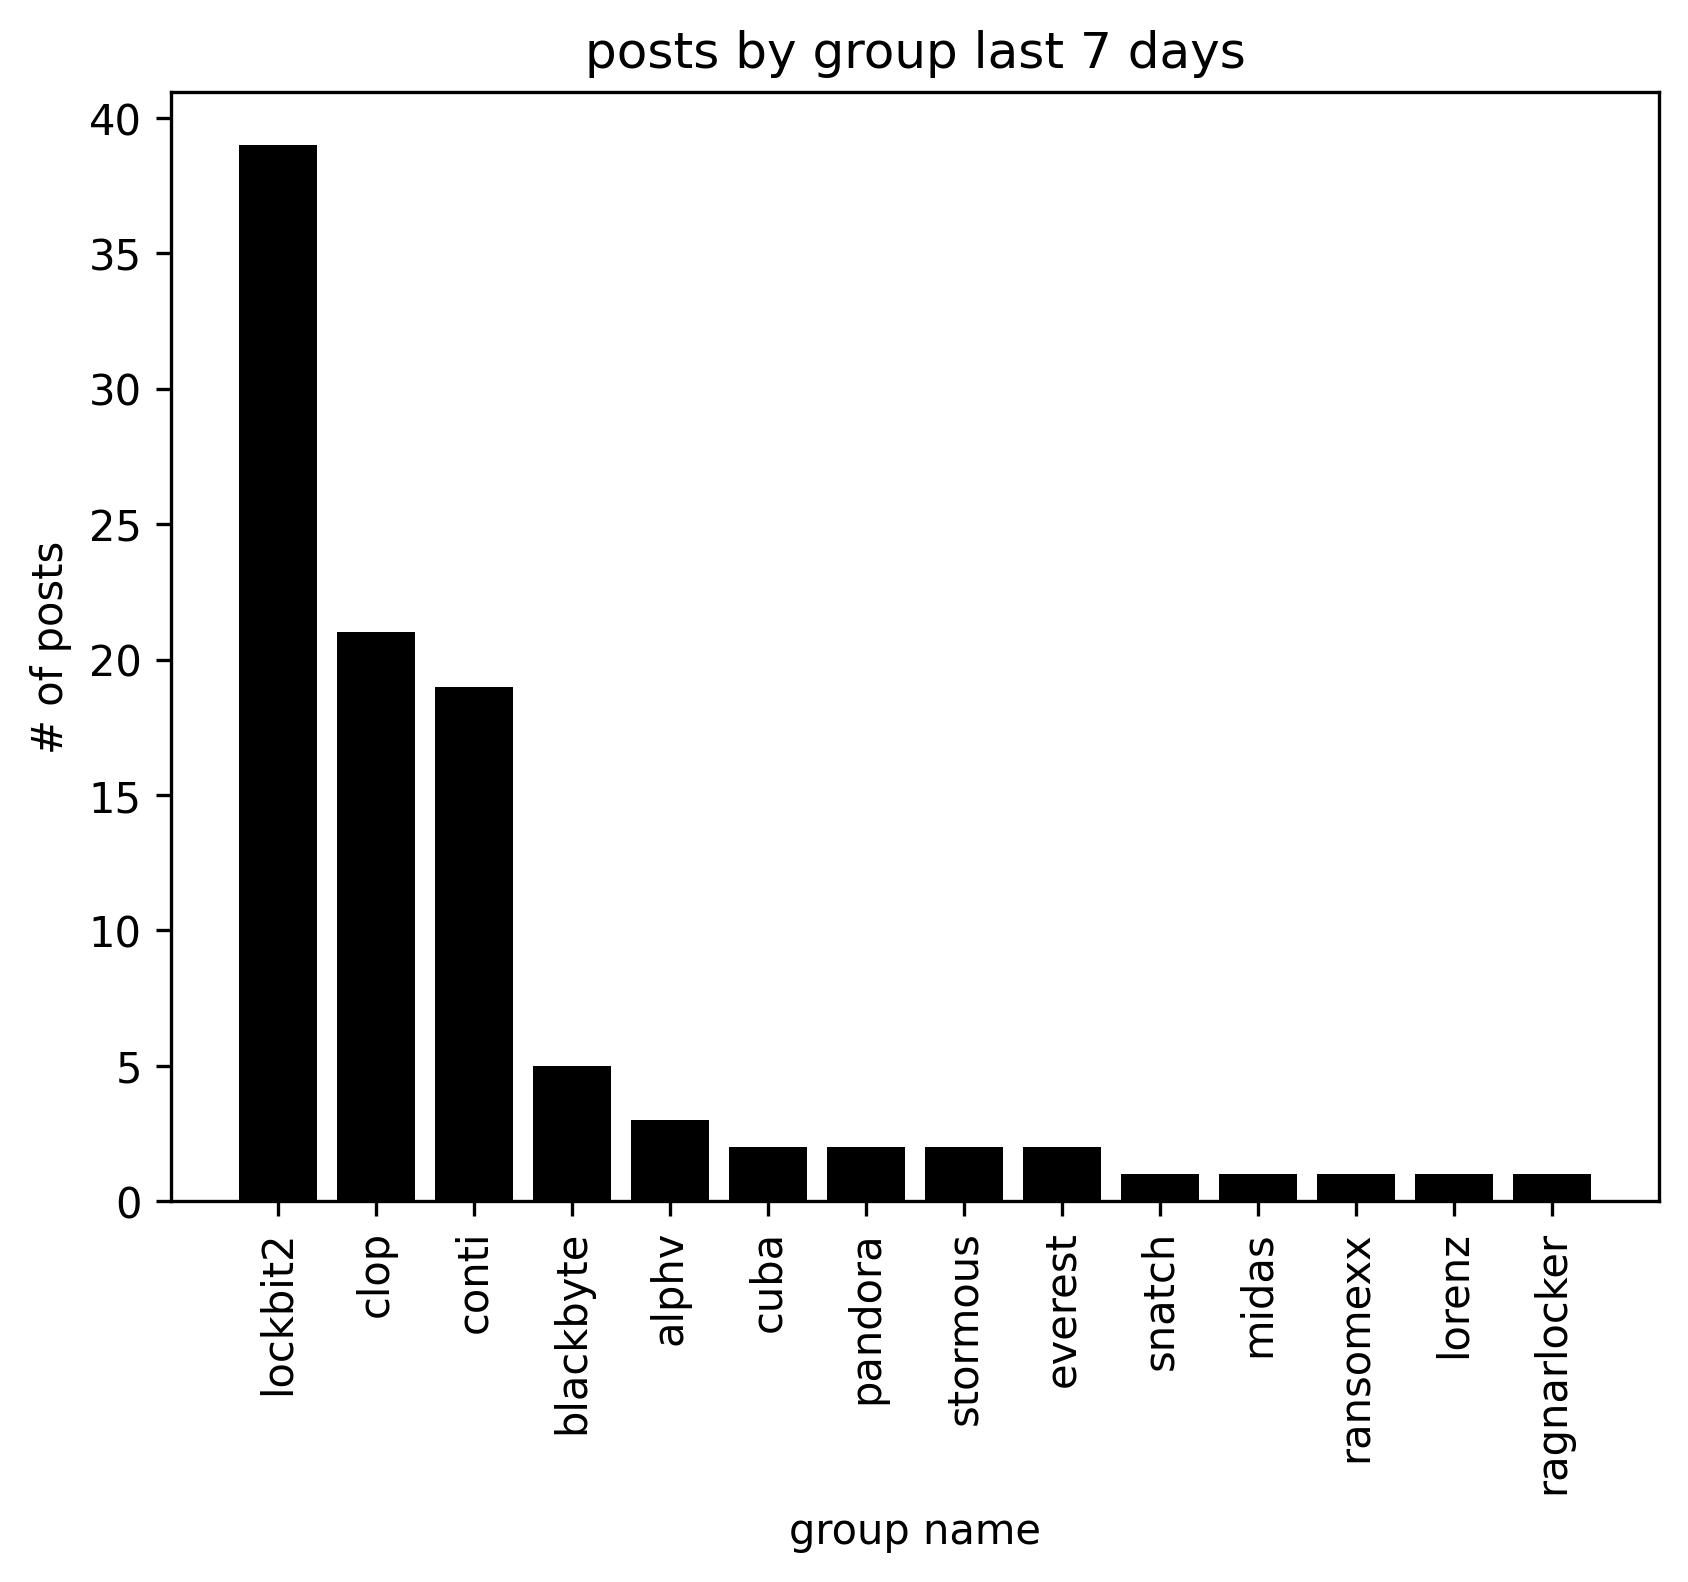 posts by group last 7 days
40
35
30
25
20
15
10
5
0
# of posts
lockbit2
clop
conti
blackbyte
alphv
cuba
pandora
stormous
everest
snatch
midas
ransomexx
lorenz
ragnarlocker
group name